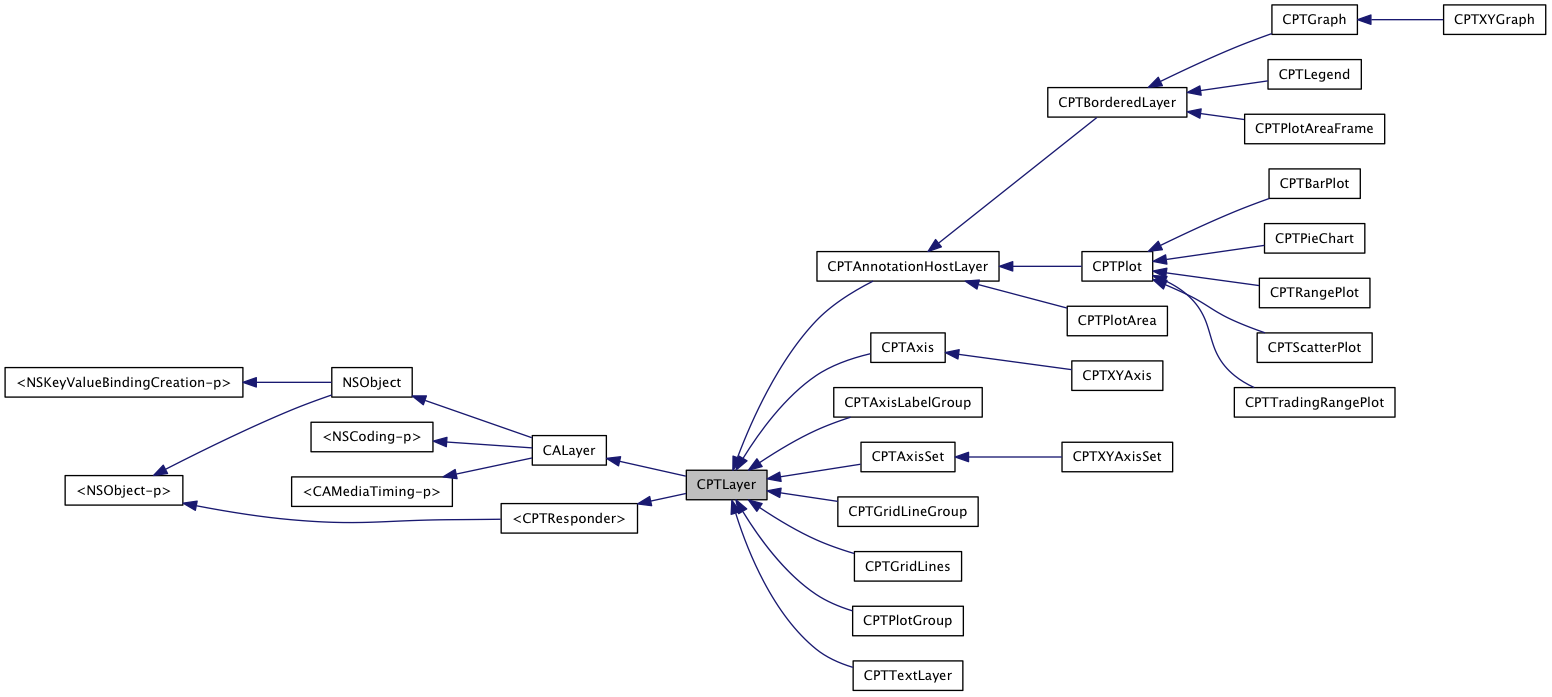 CPTGraph
CPTXYGraph
CPTLegend
CPTBorderedLayer
CPTPlotAreaFrame
CPTBarPlot
CPTPieChart
CPTAnnotationHostLayer
CPTPlot
CPTRangePlot
CPTPlotArea
CPTAxis
CPTScatterPlot
CPTXYAxis
<NSKeyValueBindingCreation-p>
NSObject
CPTAxisLabelGroup
CPTTradingRangePlot
<NSCoding-p>
CALayer
CPTAxisSet
CPTXYAxisSet
<NSObject-p>
<CAMediaTiming-p>
CPTLayer
<CPTResponder>
CPTGridLineGroup
CPTGridLines
CPTPlotGroup
CPTTextLayer